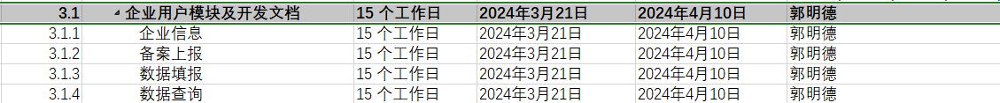 3.1 企业用户模块及开发文档 15 个工作日 2024年3月21日 2024年4月10日 郭明德
3.1.1 企业信息 15 个工作日 2024年3月21日 2024年4月10日 郭明德
3.1.2 备案上报 15 个工作日 2024年3月21日 2024年4月10日 郭明德
3.1.3 数据填报 15 个工作日 2024年3月21日 2024年4月10日 郭明德
3.1.4 数据查询 15 个工作日 2024年3月21日 2024年4月10日 郭明德